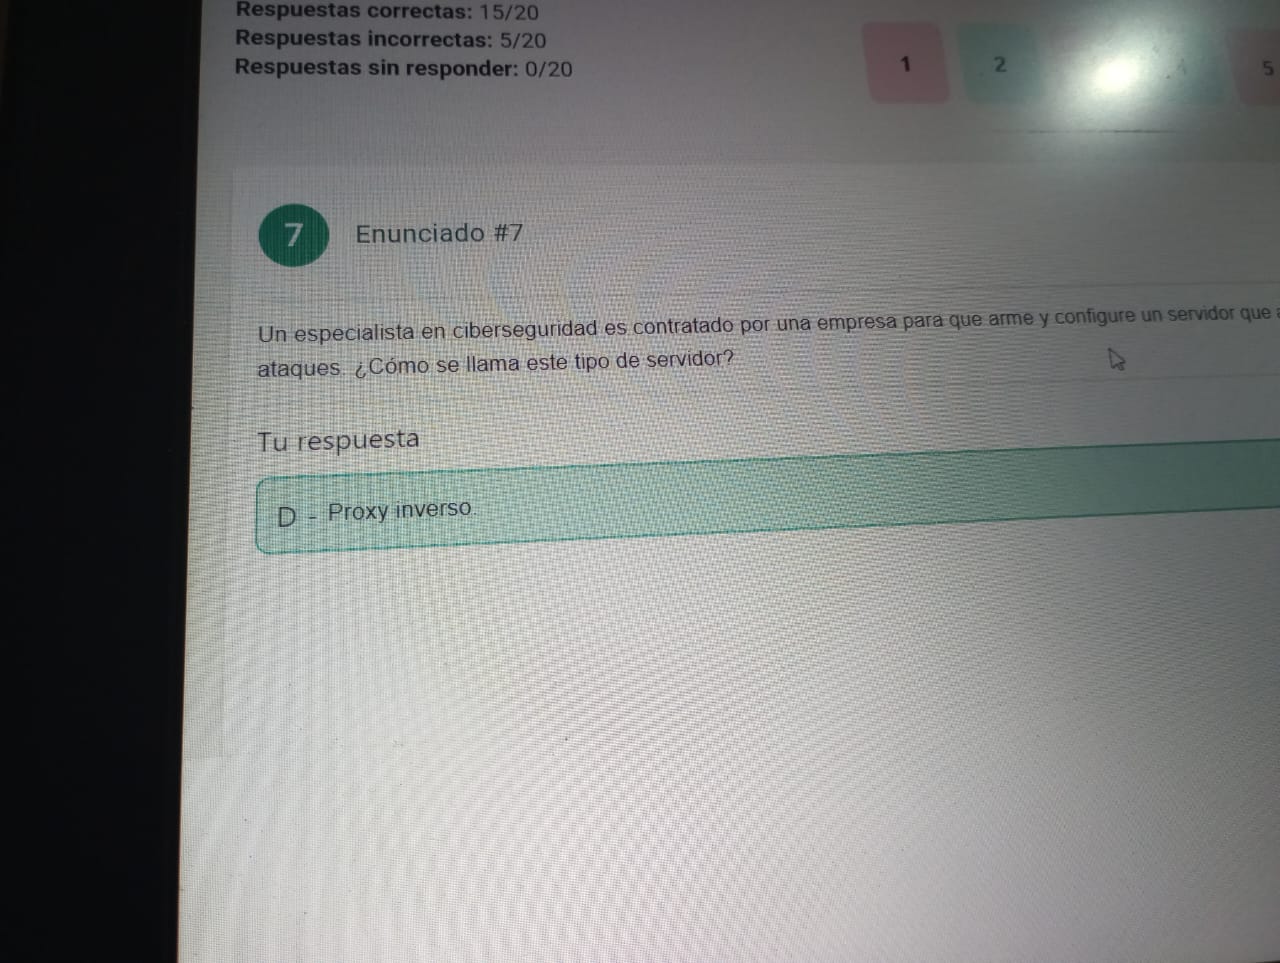 Respuestas correctas: 15/20
Respuestas incorrectas: 5/20
Respuestas sin responder: 0/20
1 2 4 5
7 Enunciado #7
Un especialista en ciberseguridad es contratado por una empresa para que arme y configure un servidor que
ataques. ¿Cómo se llama este tipo de servidor?
Tu respuesta
D - Proxy inverso.